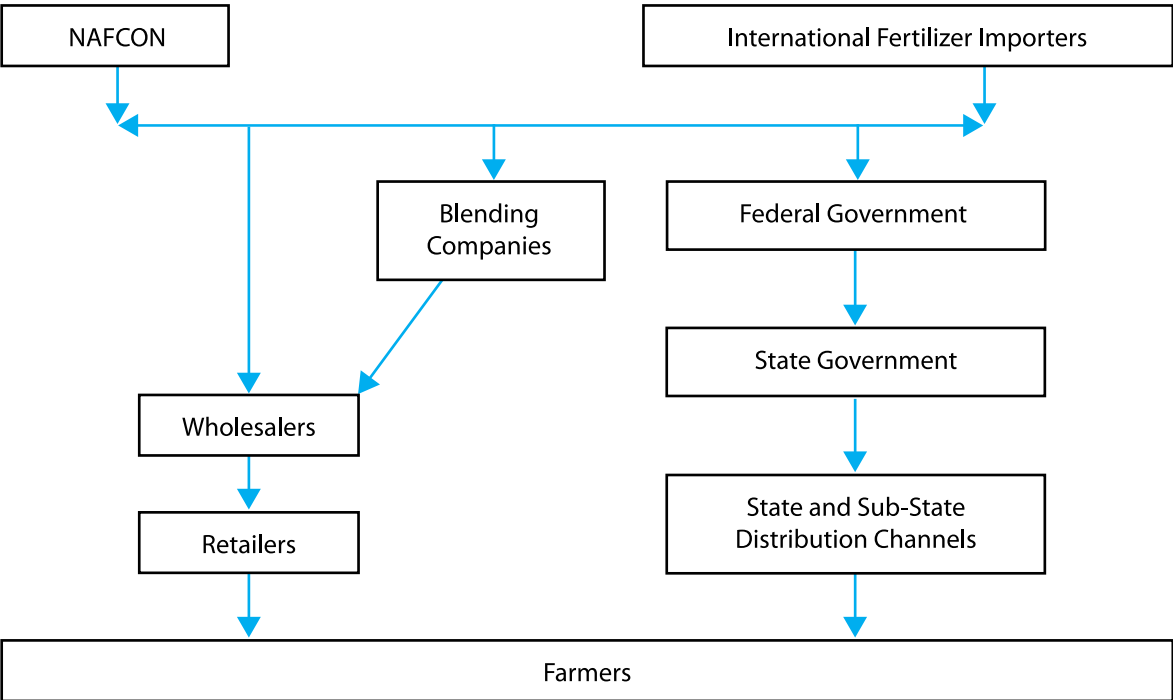 NAFCON
International Fertilizer Importers
Blending
Companies
Federal Government
State Government
Wholesalers
State and Sub-State
Distribution Channels
Retailers
Farmers